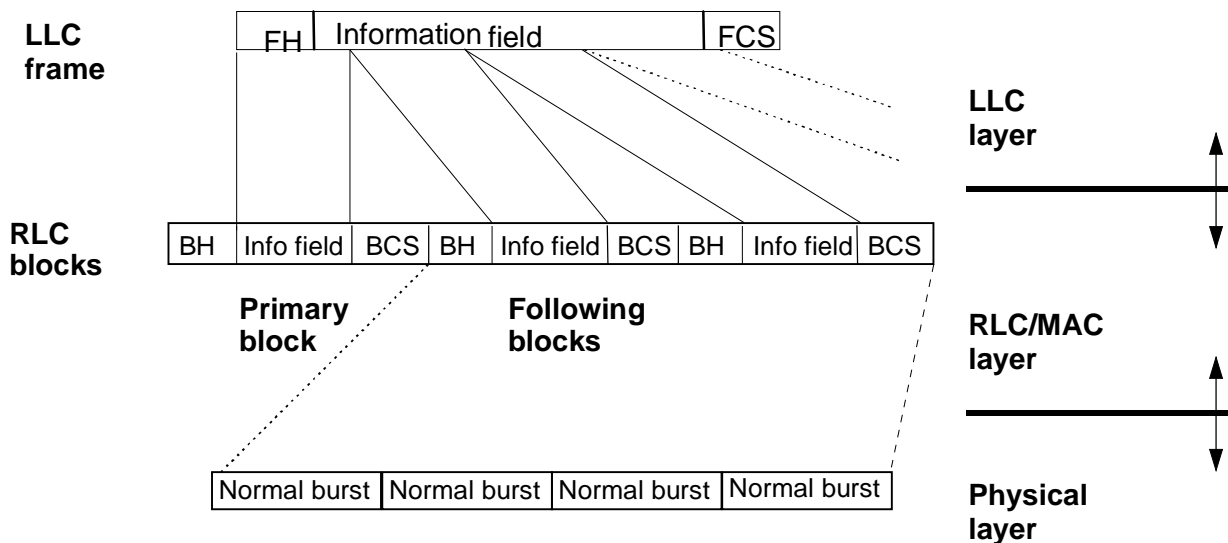 LLC
frame
FH Information field FCS
LLC
layer
RLC
blocks
BH Info field BCS BH Info field BCS BH Info field BCS
Primary
block
Following
blocks
RLC/MAC
layer
Normal burst Normal burst Normal burst Normal burst
Physical
layer